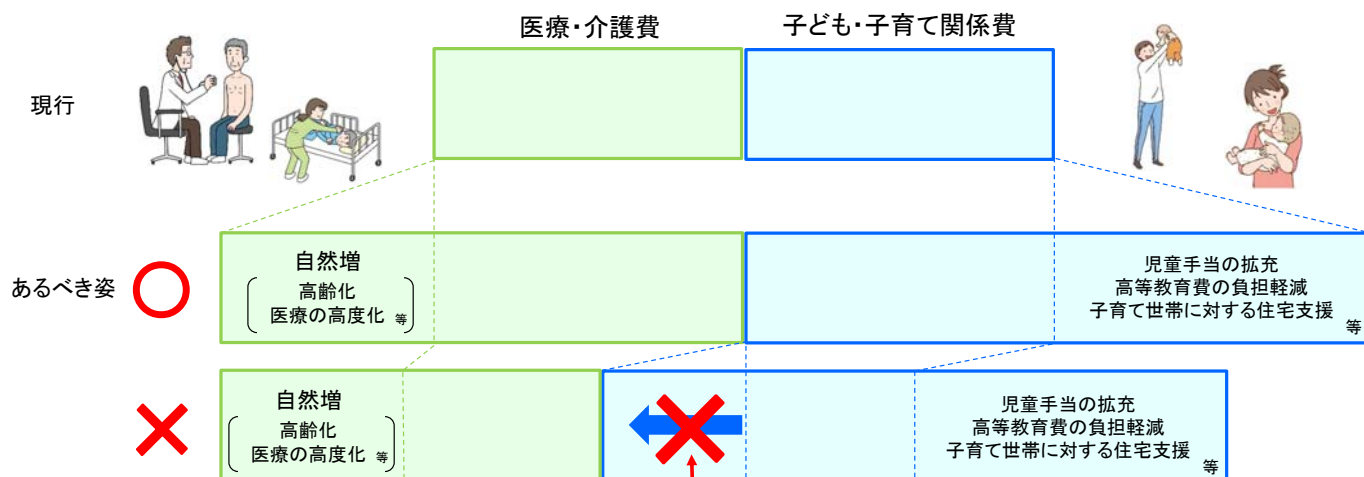 医療・介護費
子ども・子育て関係費
現行
あるべき姿
自然増
高齢化
医療の高度化 等
児童手当の拡充
高等教育費の負担軽減
子育て世帯に対する住宅支援
等
自然増
高齢化
医療の高度化 等
児童手当の拡充
高等教育費の負担軽減
子育て世帯に対する住宅支援
等